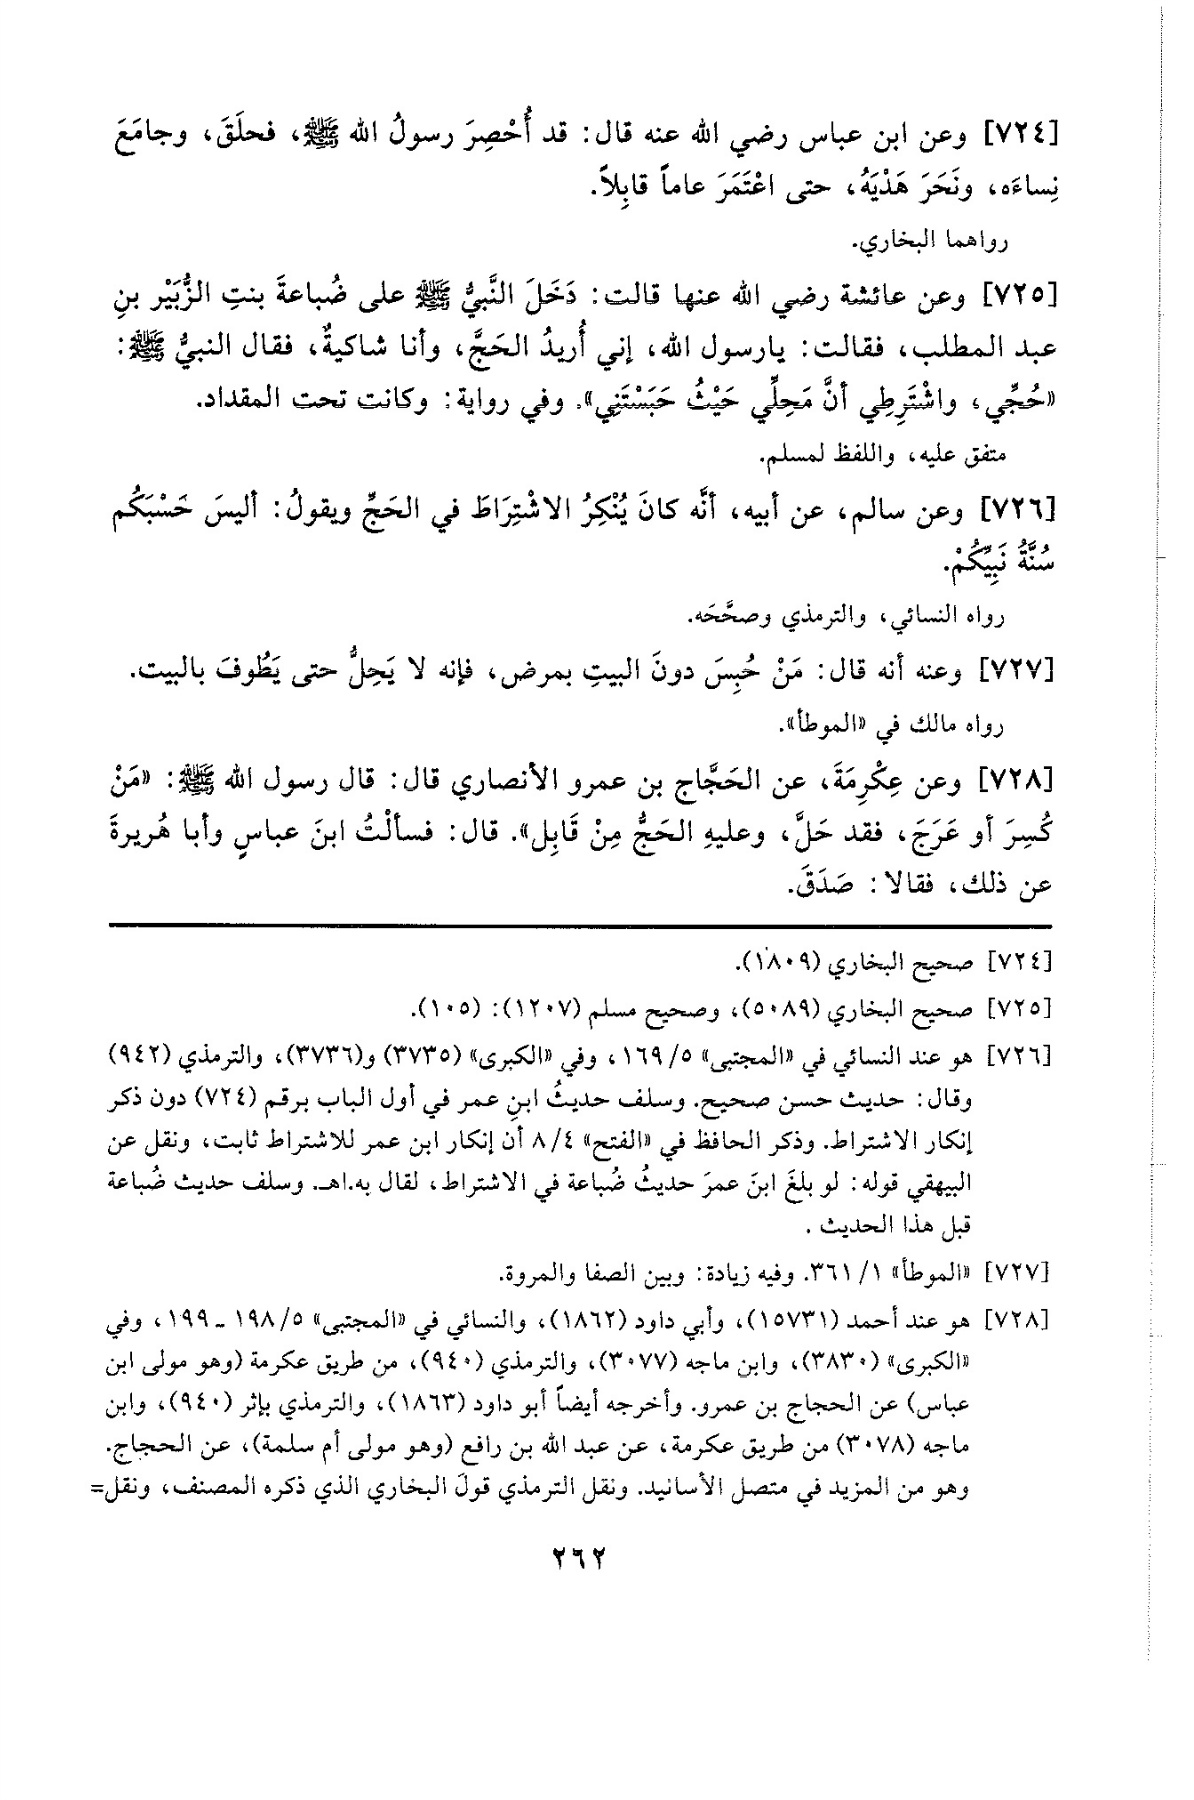 [٧٢٤] وعن ابن عباس رضي الله عنه قال: قد أُحْصِرَ رسولُ الله ﷺ، فحلَقَ، وجامَعَ
نِساءَه، ونَحَرَ هَدْيَهُ، حتى اعْتَمَرَ عاماً قابِلاً.
رواهما البخاري.
[٧٢٥] وعن عائشة رضي الله عنها قالت: دَخَلَ النَّبيُّ ﷺ على ضُباعةَ بنتِ الزُّبَيْر بنِ
عبد المطلب، فقالت: يارسول الله، إني أُريدُ الحَجَّ، وأنا شاكيةٌ، فقال النبيُّ ﷺ:
«حُجِّي، واشْتَرِطِي أنَّ مَحِلِّي حَيْثُ حَبَسْتَنِي». وفي رواية: وكانت تحت المقداد.
متفق عليه، واللفظ لمسلم.
[٧٢٦] وعن سالم، عن أبيه، أنَّه كانَ يُنْكِرُ الاشْتِرَاطَ في الحَجِّ ويقولُ: أليسَ حَسْبَكُم
سُنَّةُ نَبِيِّكُمْ.
رواه النسائي، والترمذي وصحَّحَه.
[٧٢٧] وعنه أنه قال: مَنْ حُبِسَ دونَ البيتِ بمرض، فإنه لا يَحِلُّ حتى يَطُوفَ بالبيت.
رواه مالك في «الموطأ».
[٧٢٨] وعن عِكْرِمَةَ، عن الحَجَّاج بن عمرو الأنصاري قال: قال رسول الله ﷺ: «مَنْ
كُسِرَ أو عَرَجَ، فقد حَلَّ، وعليهِ الحَجُّ مِنْ قَابِل». قال: فسألْتُ ابنَ عباسٍ وأبا هُريرةَ
عن ذلك، فقالا: صَدَقَ.
[٧٢٤] صحيح البخاري (١٨٠٩).
[٧٢٥] صحيح البخاري (٥٠٨٩)، وصحيح مسلم (١٢٠٧): (١٠٥).
[٧٢٦] هو عند النسائي في «المجتبى» ٥/ ١٦٩، وفي «الكبرى» (٣٧٣٥) و(٣٧٣٦)، والترمذي (٩٤٢)
وقال: حديث حسن صحيح. وسلف حديثُ ابنِ عمر في أول الباب برقم (٧٢٤) دون ذكر
إنكار الاشتراط. وذكر الحافظ في «الفتح» ٤/ ٨ أن إنكار ابن عمر للاشتراط ثابت، ونقل عن
البيهقي قوله: لو بلغَ ابنَ عمرَ حديثُ ضُباعة في الاشتراط، لقال به.اهـ. وسلف حديث ضُباعة
قبل هذا الحديث .
[٧٢٧] «الموطأ» ١/ ٣٦١. وفيه زيادة: وبين الصفا والمروة.
[٧٢٨] هو عند أحمد (١٥٧٣١)، وأبي داود (١٨٦٢)، والنسائي في «المجتبى» ٥/ ١٩٨ ـ ١٩٩، وفي
«الكبرى» (٣٨٣٠)، وابن ماجه (٣٠٧٧)، والترمذي (٩٤٠)، من طريق عكرمة (وهو مولى ابن
عباس) عن الحجاج بن عمرو. وأخرجه أيضاً أبو داود (١٨٦٣)، والترمذي بإثر (٩٤٠)، وابن
ماجه (٣٠٧٨) من طريق عكرمة، عن عبد الله بن رافع (وهو مولى أم سلمة)، عن الحجاج.
وهو من المزيد في متصل الأسانيد. ونقل الترمذي قولَ البخاري الذي ذكره المصنف، ونقل=
٢٦٢